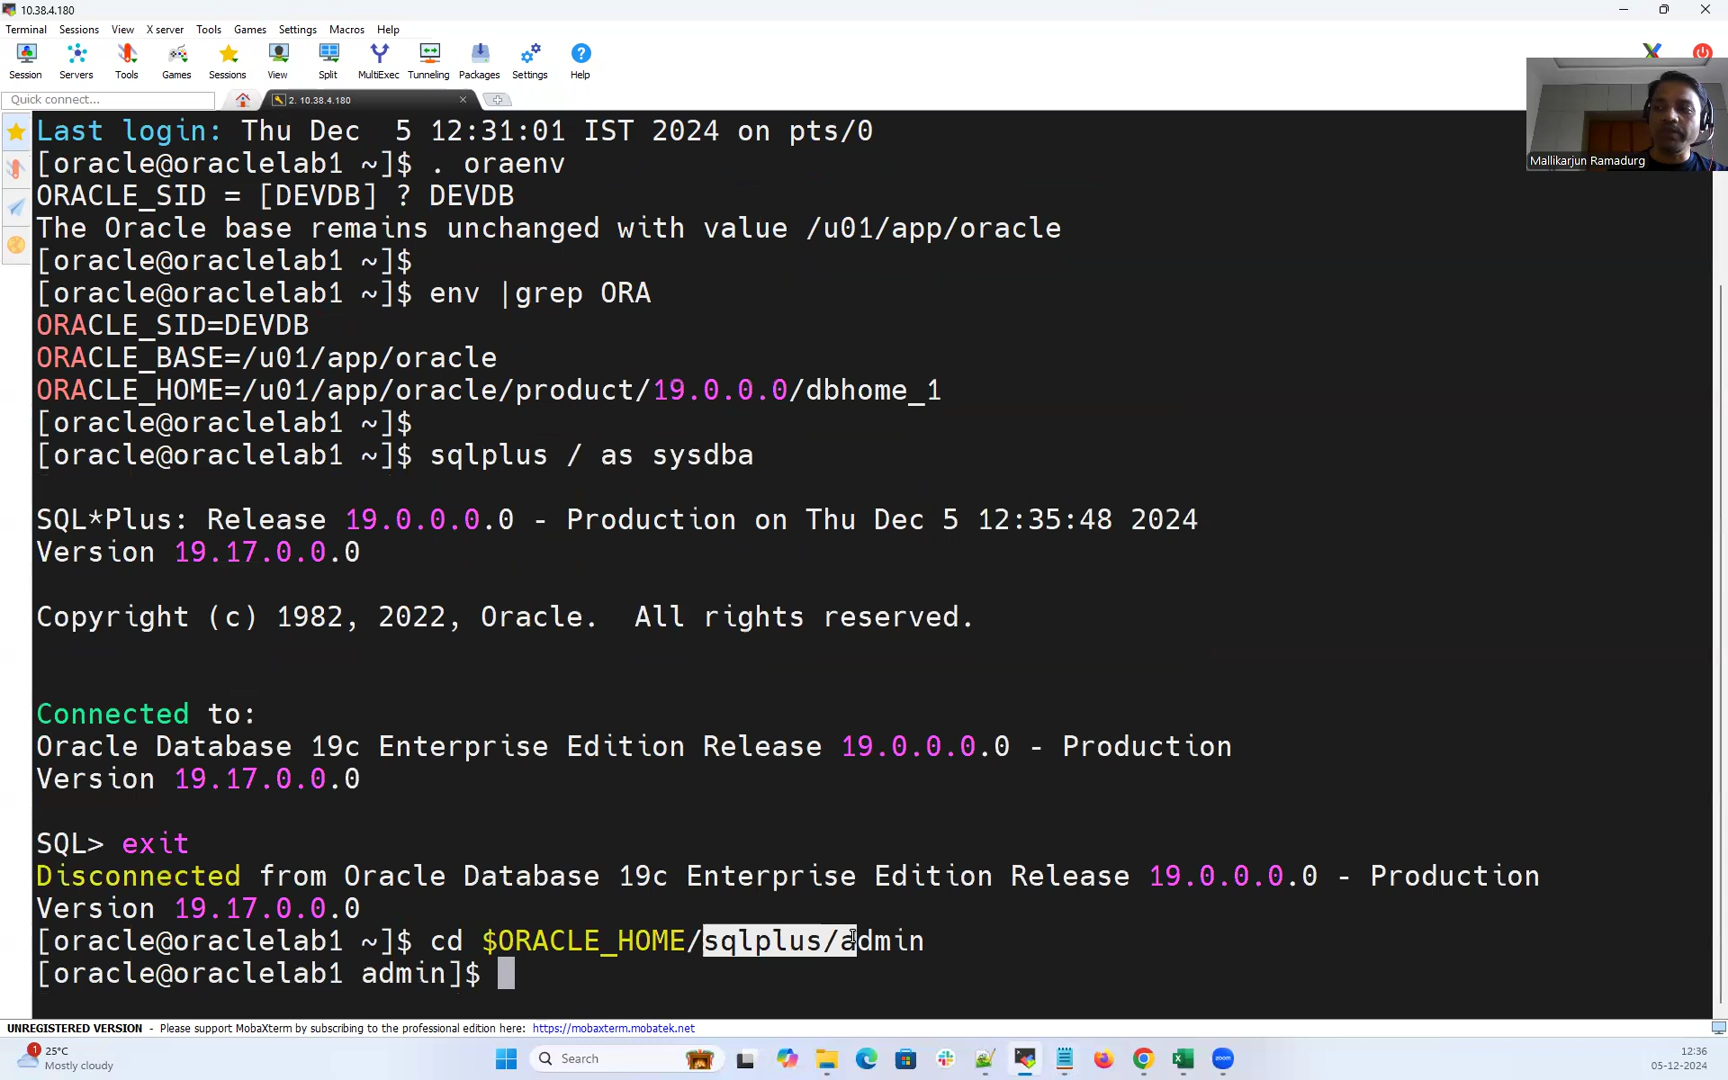 10.38.4.180
Terminal Sessions View X server Tools Games Settings Macros Help
Session Servers Tools Games Sessions View Split MultiExec Tunneling Packages Settings Help
Quick connect...
2. 10.38.4.180
Mallikarjun Ramadurg
Last login: Thu Dec  5 12:31:01 IST 2024 on pts/0
[oracle@oraclelab1 ~]$ . oraenv
ORACLE_SID = [DEVDB] ? DEVDB
The Oracle base remains unchanged with value /u01/app/oracle
[oracle@oraclelab1 ~]$
[oracle@oraclelab1 ~]$ env |grep ORA
ORACLE_SID=DEVDB
ORACLE_BASE=/u01/app/oracle
ORACLE_HOME=/u01/app/oracle/product/19.0.0.0/dbhome_1
[oracle@oraclelab1 ~]$
[oracle@oraclelab1 ~]$ sqlplus / as sysdba
SQL*Plus: Release 19.0.0.0.0 - Production on Thu Dec 5 12:35:48 2024
Version 19.17.0.0.0
Copyright (c) 1982, 2022, Oracle.  All rights reserved.
Connected to:
Oracle Database 19c Enterprise Edition Release 19.0.0.0.0 - Production
Version 19.17.0.0.0
SQL> exit
Disconnected from Oracle Database 19c Enterprise Edition Release 19.0.0.0.0 - Production
Version 19.17.0.0.0
[oracle@oraclelab1 ~]$ cd $ORACLE_HOME/sqlplus/admin
[oracle@oraclelab1 admin]$
UNREGISTERED VERSION - Please support MobaXterm by subscribing to the professional edition here: https://mobaxterm.mobatek.net
1
25°C
Mostly cloudy
Search
12:36
05-12-2024